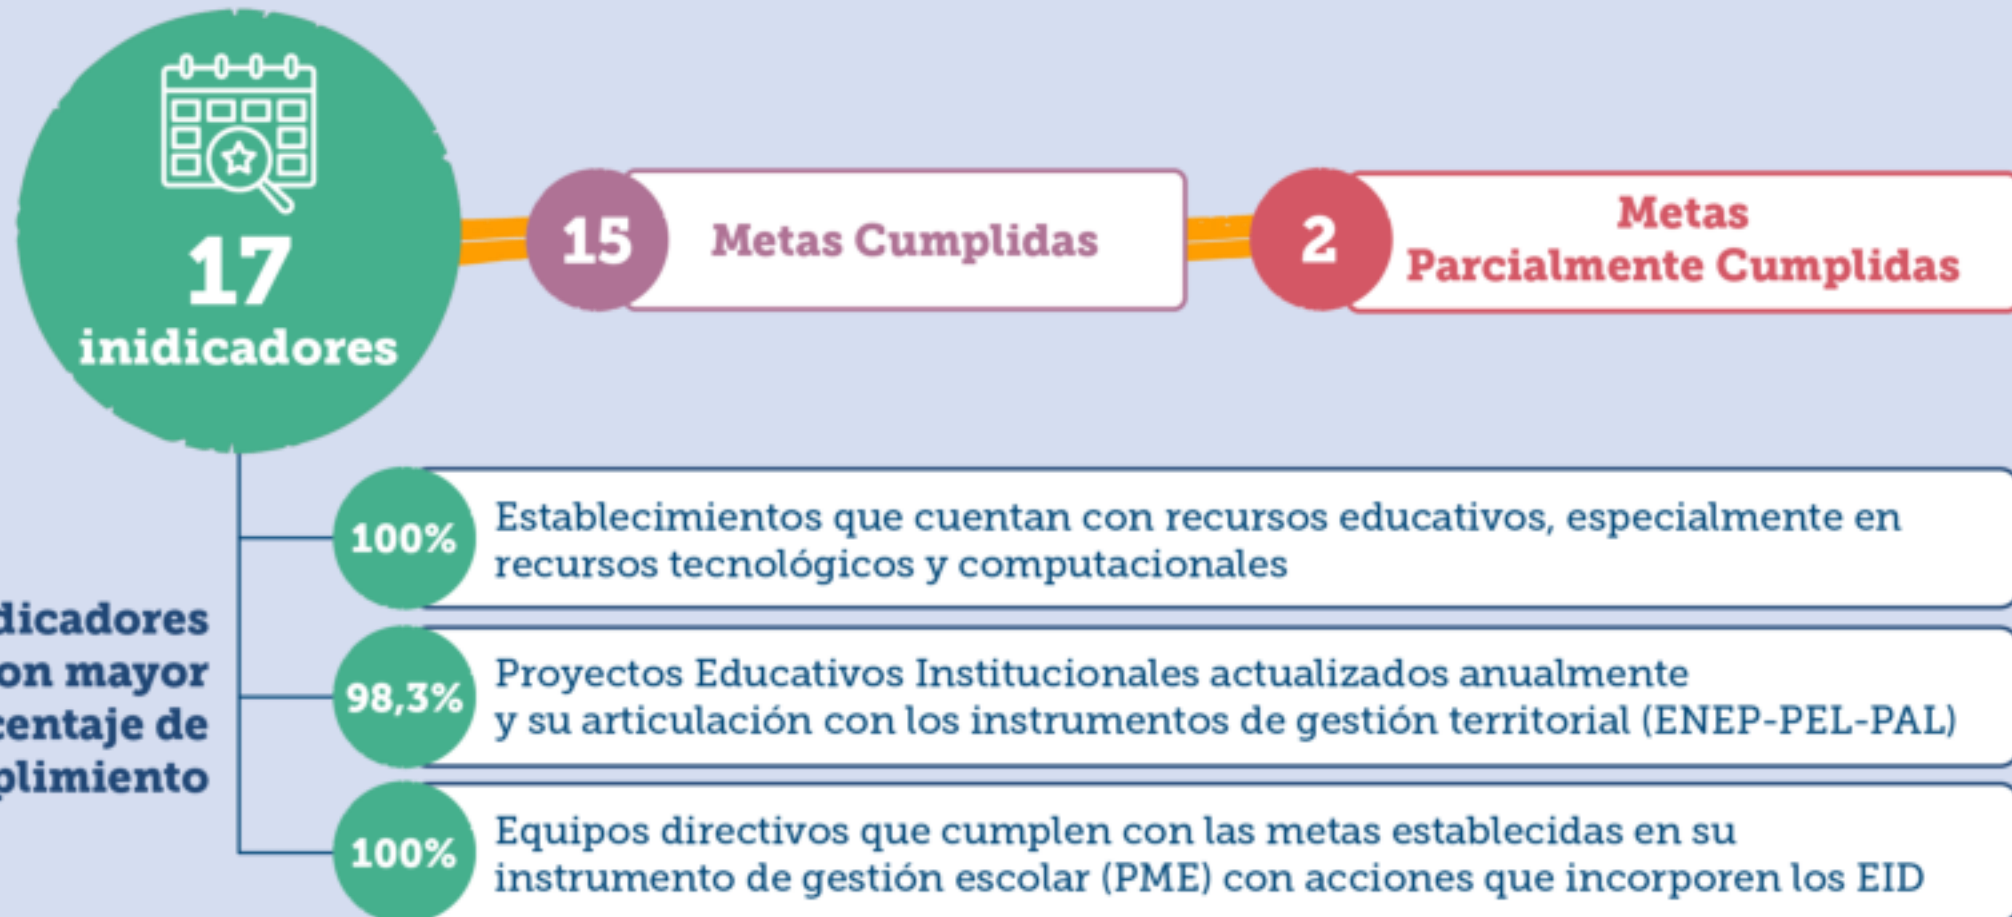 17
inidicadores
15
Metas Cumplidas
2
Metas
Parcialmente Cumplidas
dicadores
on mayor
centaje de
plimiento
100%
Establecimientos que cuentan con recursos educativos, especialmente en
recursos tecnológicos y computacionales
98,3%
Proyectos Educativos Institucionales actualizados anualmente
y su articulación con los instrumentos de gestión territorial (ENEP-PEL-PAL)
100%
Equipos directivos que cumplen con las metas establecidas en su
instrumento de gestión escolar (PME) con acciones que incorporen los EID